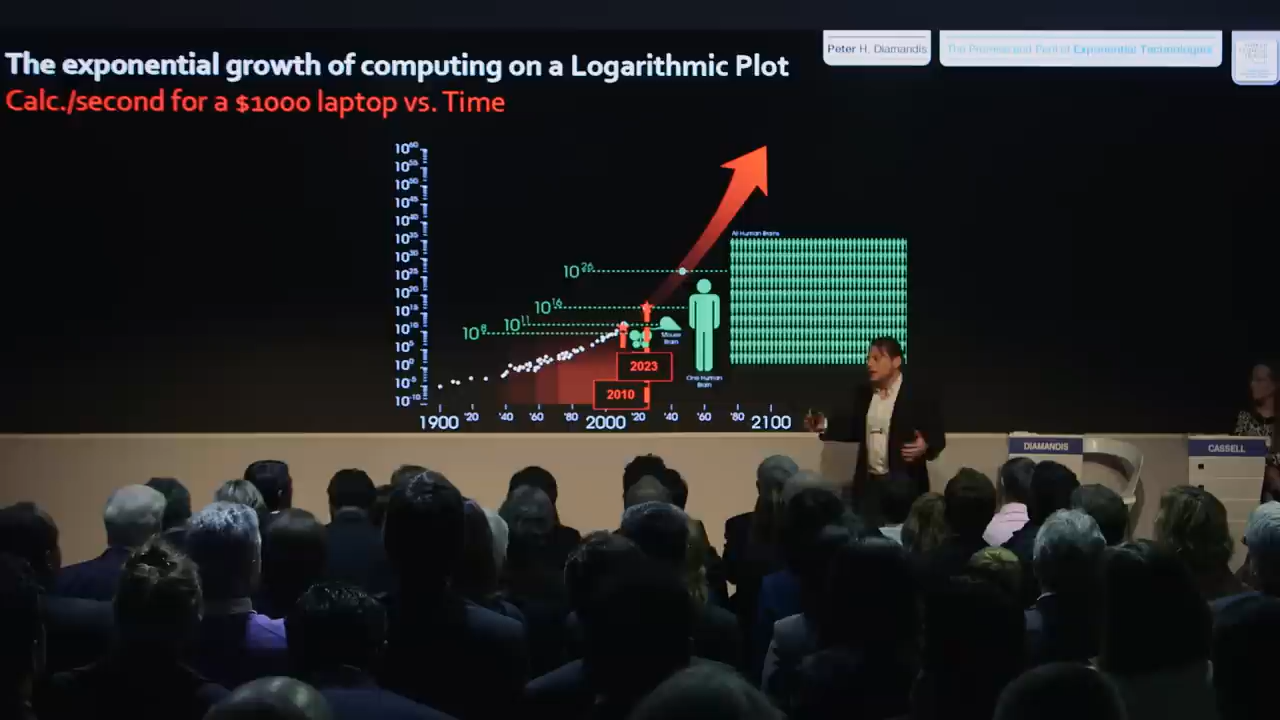 Peter H. Diamandis
The Promise and Peril of Exponential Technologies
The exponential growth of computing on a Logarithmic Plot
Calc./second for a $1000 laptop vs. Time
10⁶⁰
10⁵⁵
10⁵⁰
10⁴⁵
10⁴⁰
10³⁵
10³⁰
10²⁵
10²⁰
10¹⁵
10¹⁰
10⁵
10⁰
10⁻⁵
10⁻¹⁰
All Human Brains
10²⁶
10¹⁶
10¹¹
10⁸
Mouse
Brain
One Human
Brain
2023
2010
1900 '20 '40 '60 '80 2000 '20 '40 '60 '80 2100
DIAMANDIS
CASSELL